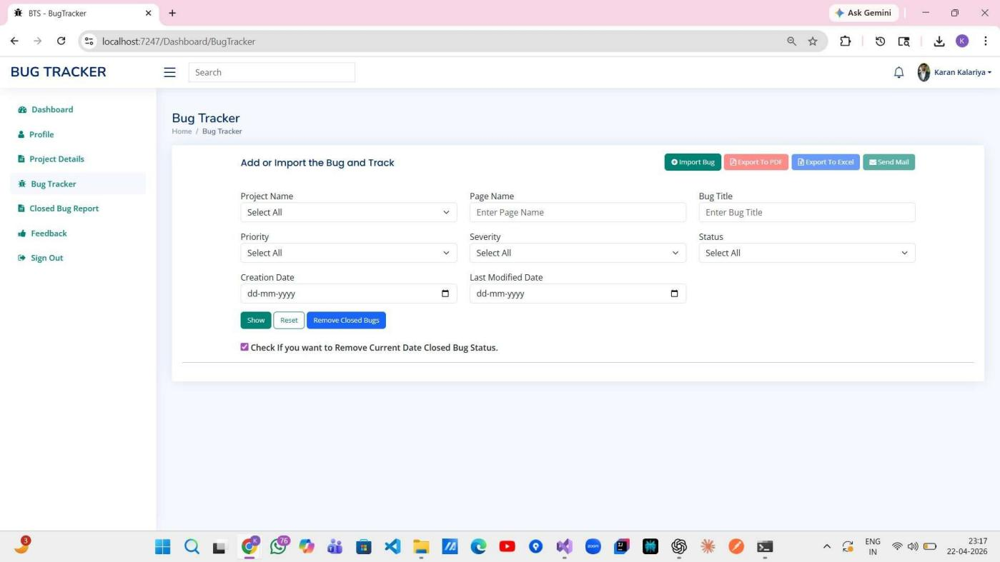 BTS - BugTracker
Ask Gemini
localhost:7247/Dashboard/BugTracker
K
BUG TRACKER
Search
Karan Kalariya
Dashboard
Profile
Project Details
Bug Tracker
Closed Bug Report
Feedback
Sign Out
Bug Tracker
Home / Bug Tracker
Add or Import the Bug and Track
Import Bug
Export To PDF
Export To Excel
Send Mail
Project Name
Page Name
Bug Title
Select All
Enter Page Name
Enter Bug Title
Priority
Severity
Status
Select All
Select All
Select All
Creation Date
Last Modified Date
dd-mm-yyyy
dd-mm-yyyy
Show
Reset
Remove Closed Bugs
Check If you want to Remove Current Date Closed Bug Status.
3
K
76
zoom
IJ
ENG
IN
23:17
22-04-2026